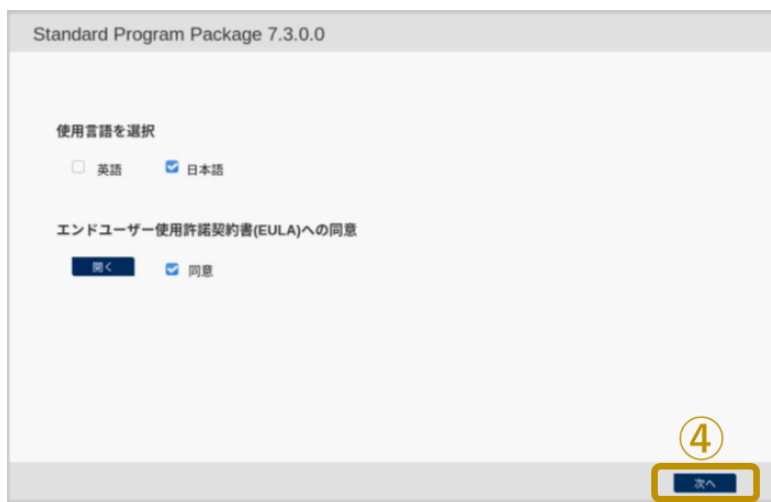 Standard Program Package 7.3.0.0
使用言語を選択
英語 日本語
エンドユーザー使用許諾契約書(EULA)への同意
開く 同意
④
次へ